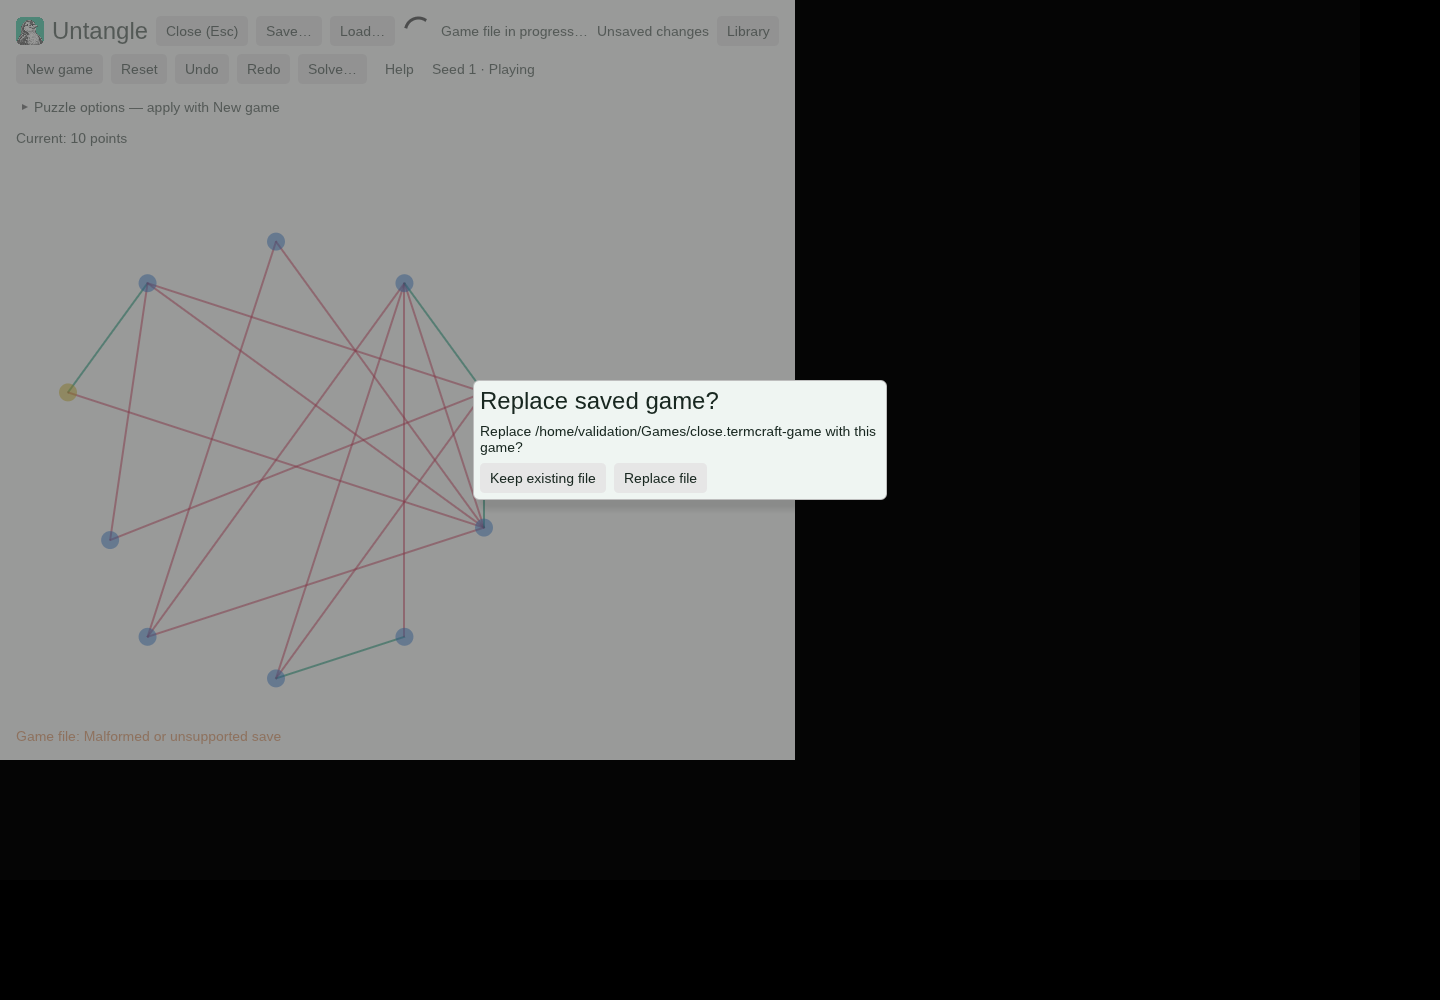 Untangle Close (Esc) Save… Load… Game file in progress… Unsaved changes Library
New game Reset Undo Redo Solve… Help Seed 1 · Playing
▸ Puzzle options — apply with New game
Current: 10 points
Replace saved game?
Replace /home/validation/Games/close.termcraft-game with this
game?
Keep existing file Replace file
Game file: Malformed or unsupported save